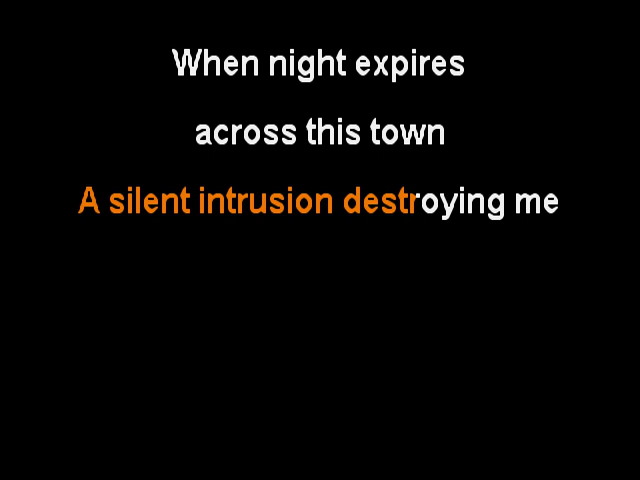 When night expires
across this town
A silent intrusion destroying me